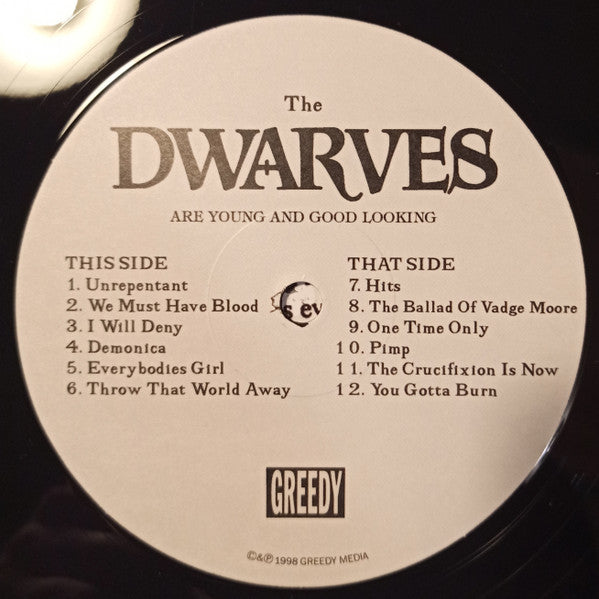 The
DWARVES
ARE YOUNG AND GOOD LOOKING
THIS SIDE
1. Unrepentant
2. We Must Have Blood
3. I Will Deny
4. Demonica
5. Everybodies Girl
6. Throw That World Away
THAT SIDE
7. Hits
8. The Ballad Of Vadge Moore
9. One Time Only
10. Pimp
11. The Crucifixion Is Now
12. You Gotta Burn
s ev
GREEDY
©&℗ 1998 GREEDY MEDIA